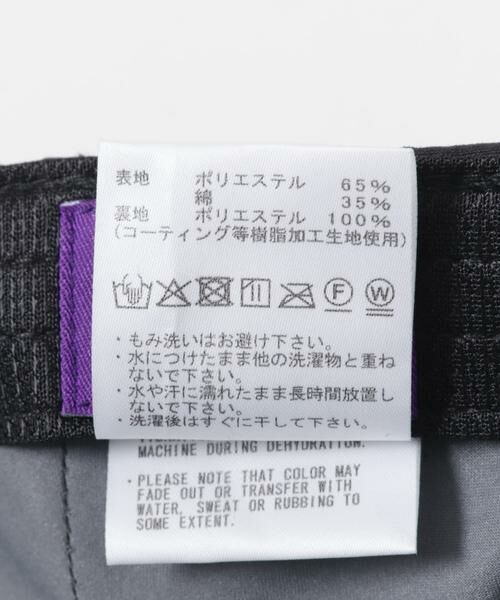 表地 ポリエステル 65%
綿 35%
裏地 ポリエステル 100%
(コーティング等樹脂加工生地使用)
F W
・もみ洗いはお避け下さい。
・水につけたまま他の洗濯物と重ね
ないで下さい。
・水や汗に濡れたまま長時間放置し
ないで下さい。
・洗濯後はすぐに干して下さい。
MACHINE DURING DEHYDRATION.
・PLEASE NOTE THAT COLOR MAY
FADE OUT OR TRANSFER WITH
WATER, SWEAT OR RUBBING TO
SOME EXTENT.